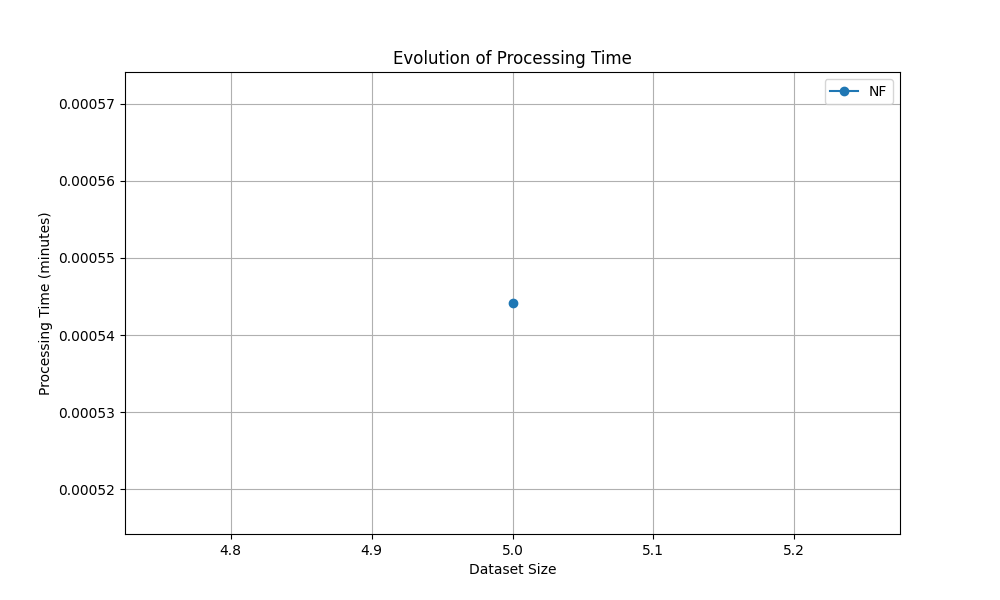 Evolution of Processing Time
NF
0.00057
0.00056
0.00055
0.00054
0.00053
0.00052
Processing Time (minutes)
4.8 4.9 5.0 5.1 5.2
Dataset Size